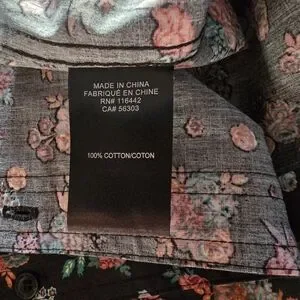 MADE IN CHINA
FABRIQUÉ EN CHINE
RN# 116442
CA# 56303
100% COTTON/COTON